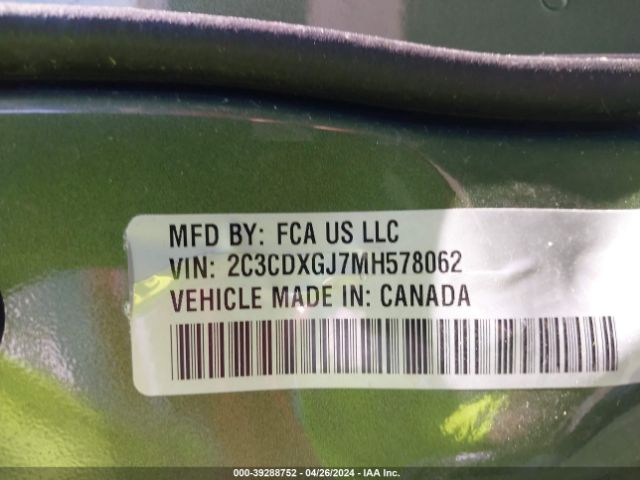 MFD BY: FCA US LLC
VIN: 2C3CDXGJ7MH578062
VEHICLE MADE IN: CANADA
000-39288752 - 04/26/2024 - IAA Inc.